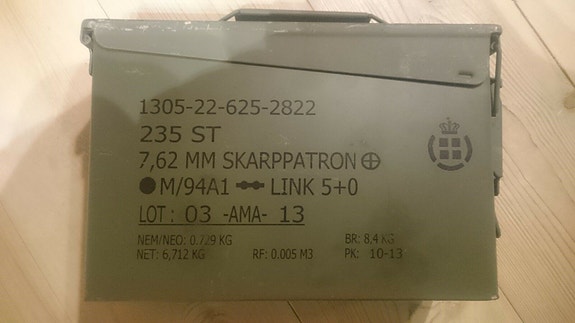 1305-22-625-2822
235 ST
7,62 MM SKARPPATRON
M/94A1 LINK 5+0
LOT: 03 -AMA- 13
NEM/NEO: 0.729 KG BR: 8.4 KG
NET: 6,712 KG RF: 0.005 M3 PK: 10-13